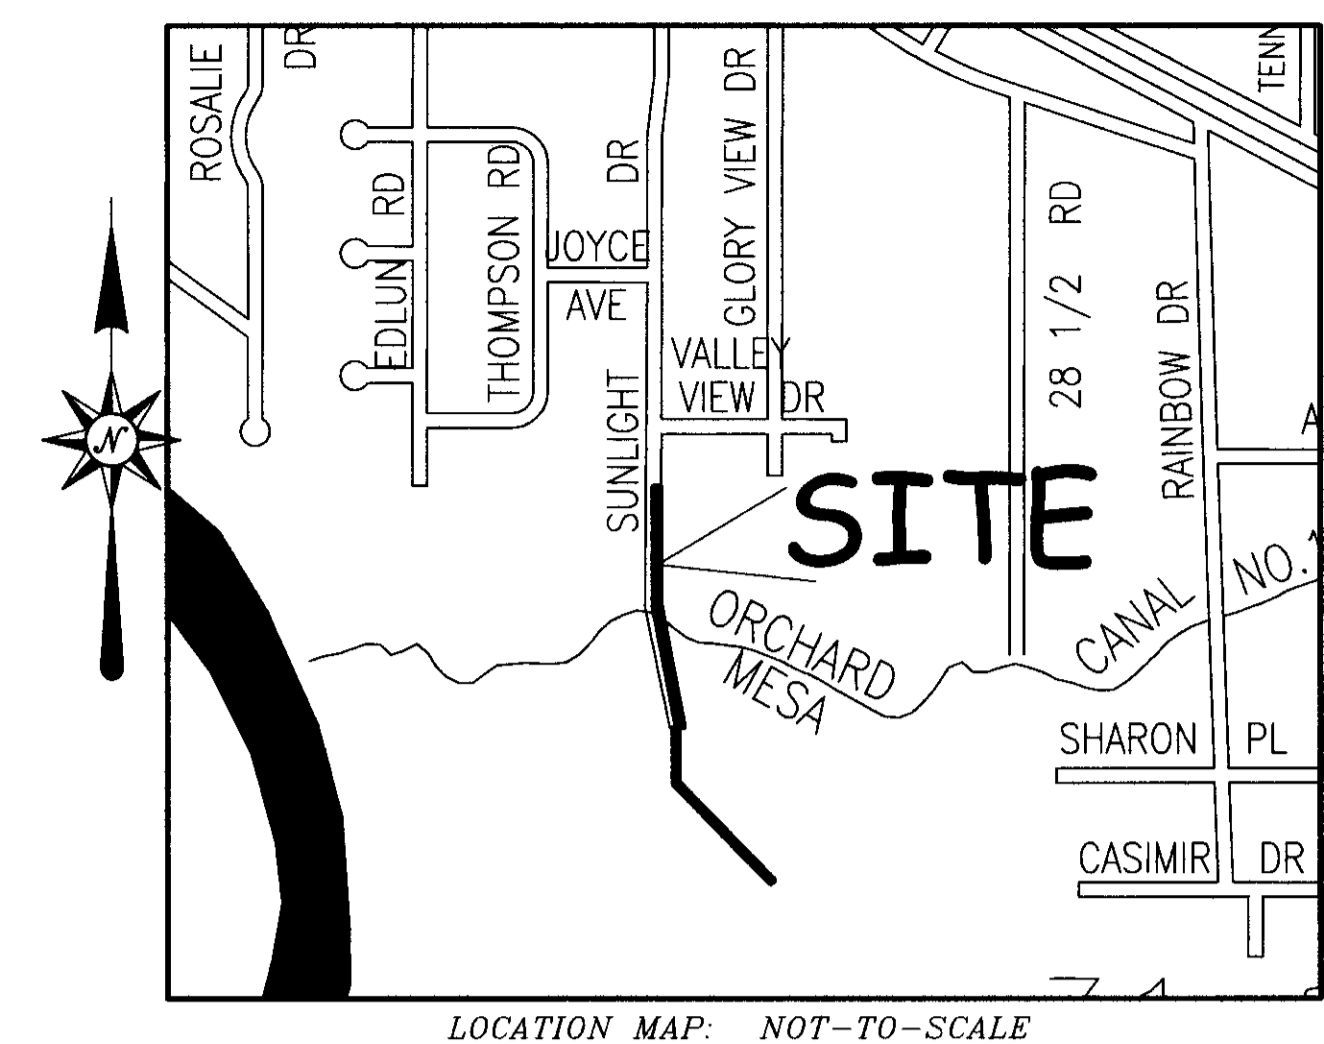 ROSALIE
DR
EDLUN RD
THOMPSON RD
JOYCE
AVE
SUNLIGHT DR
GLORY VIEW DR
VALLEY
VIEW DR
28 1/2 RD
RAINBOW DR
TENN
A
N
SITE
ORCHARD
MESA
CANAL NO. 1
SHARON PL
CASIMIR DR
LOCATION MAP: NOT-TO-SCALE